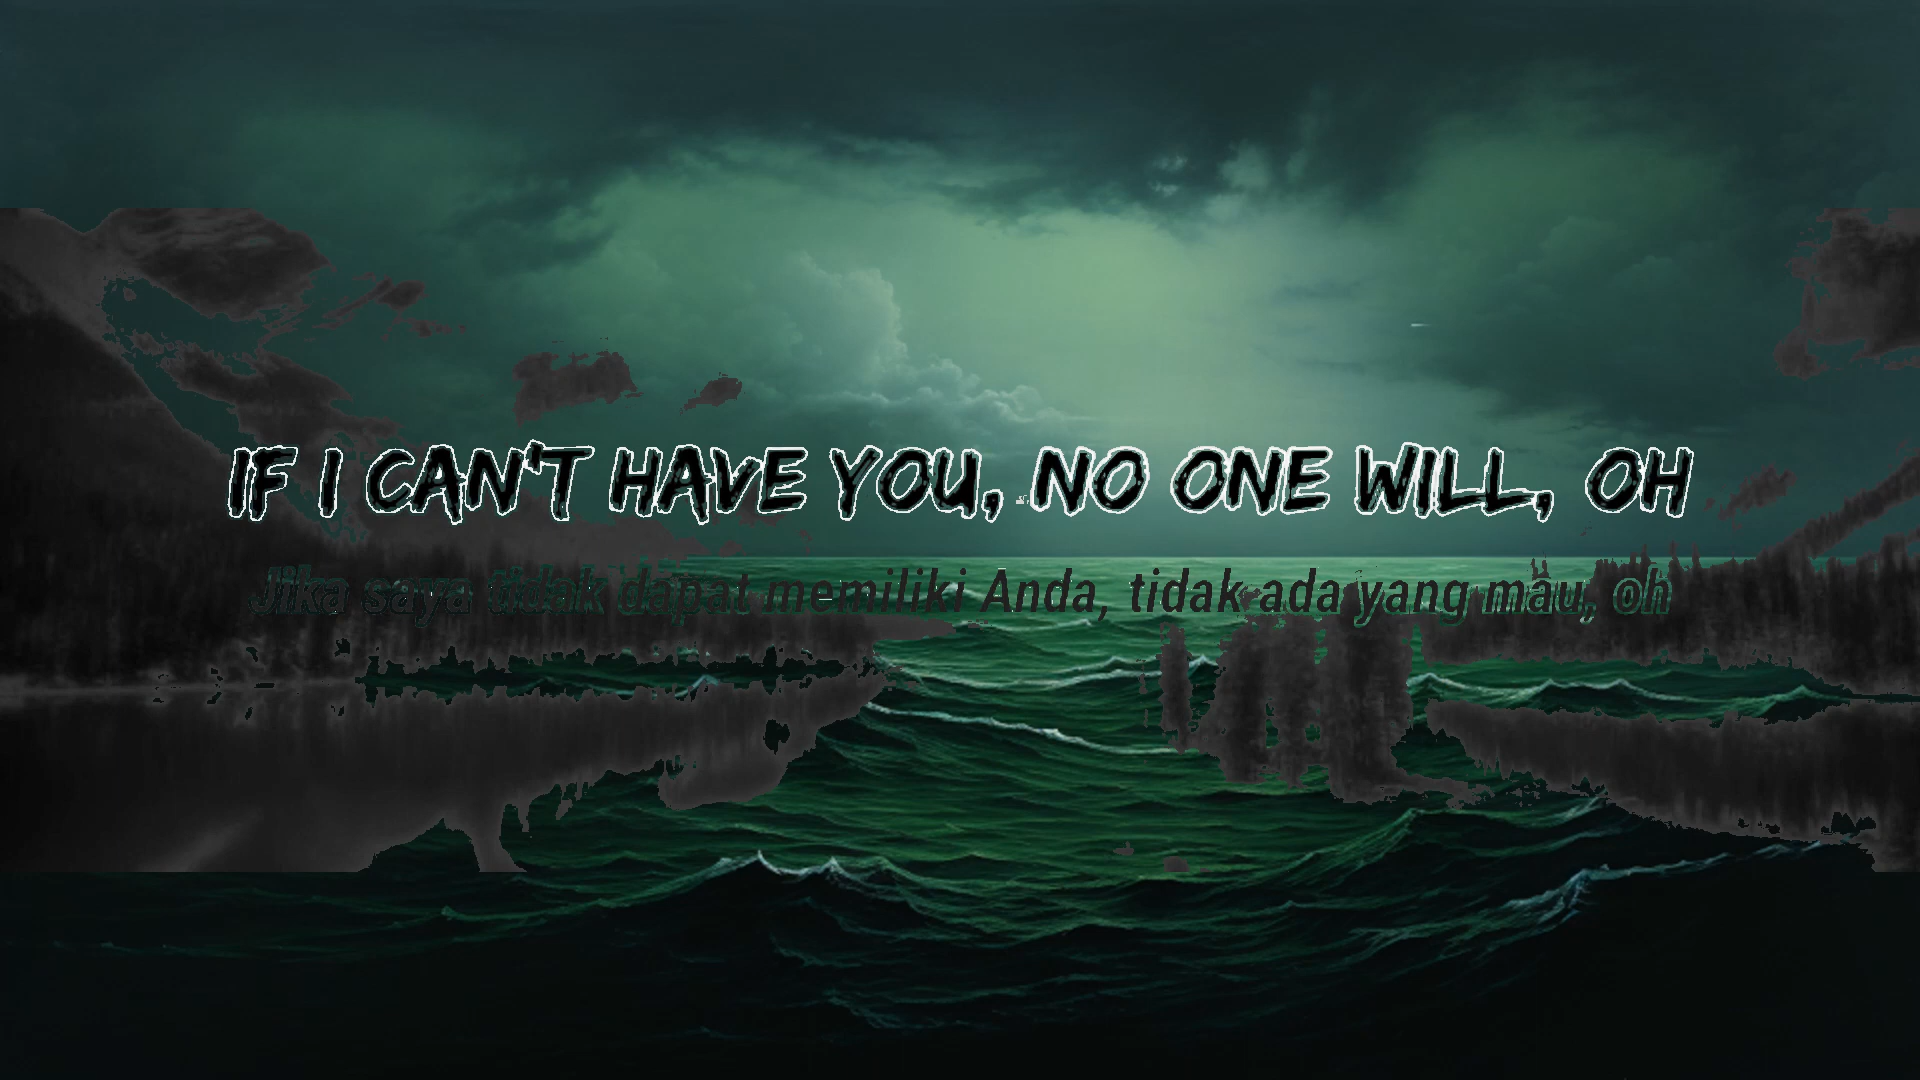 IF I CAN'T HAVE YOU, NO ONE WILL, OH
Jika saya tidak dapat memiliki Anda, tidak ada yang mau, oh